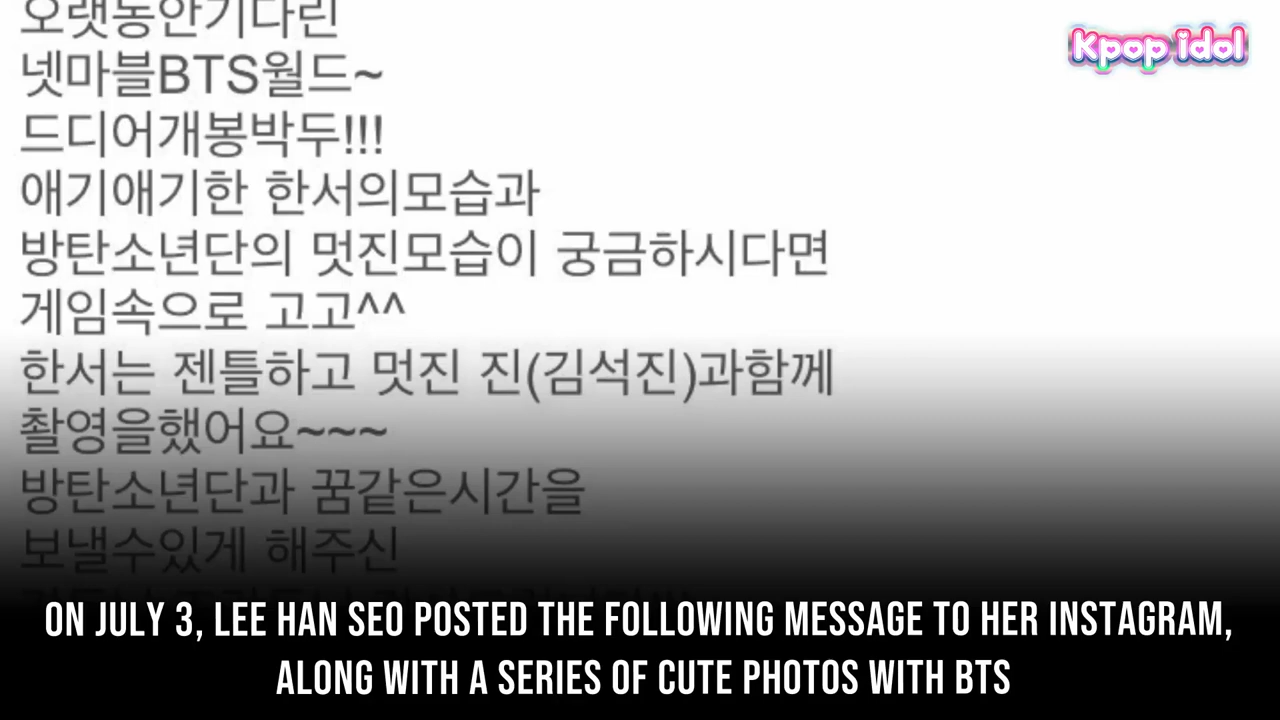 오랫동안기다린
넷마블BTS월드~
드디어개봉박두!!!
애기애기한 한서의모습과
방탄소년단의 멋진모습이 궁금하시다면
게임속으로 고고^^
한서는 젠틀하고 멋진 진(김석진)과함께
촬영을했어요~~~
방탄소년단과 꿈같은시간을
보낼수있게 해주신
ON JULY 3, LEE HAN SEO POSTED THE FOLLOWING MESSAGE TO HER INSTAGRAM,
ALONG WITH A SERIES OF CUTE PHOTOS WITH BTS
Kpop idol